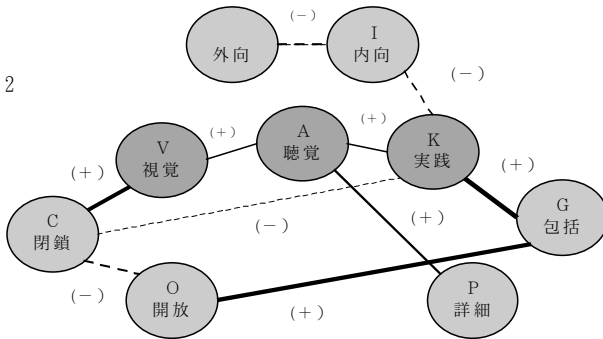 (-)
I
外向
内向
(-)
2
A
聴覚
V
視覚
(+)
(+)
K
実践
(+)
(+)
G
包括
C
閉鎖
(-)
(+)
(-)
O
開放
(+)
P
詳細